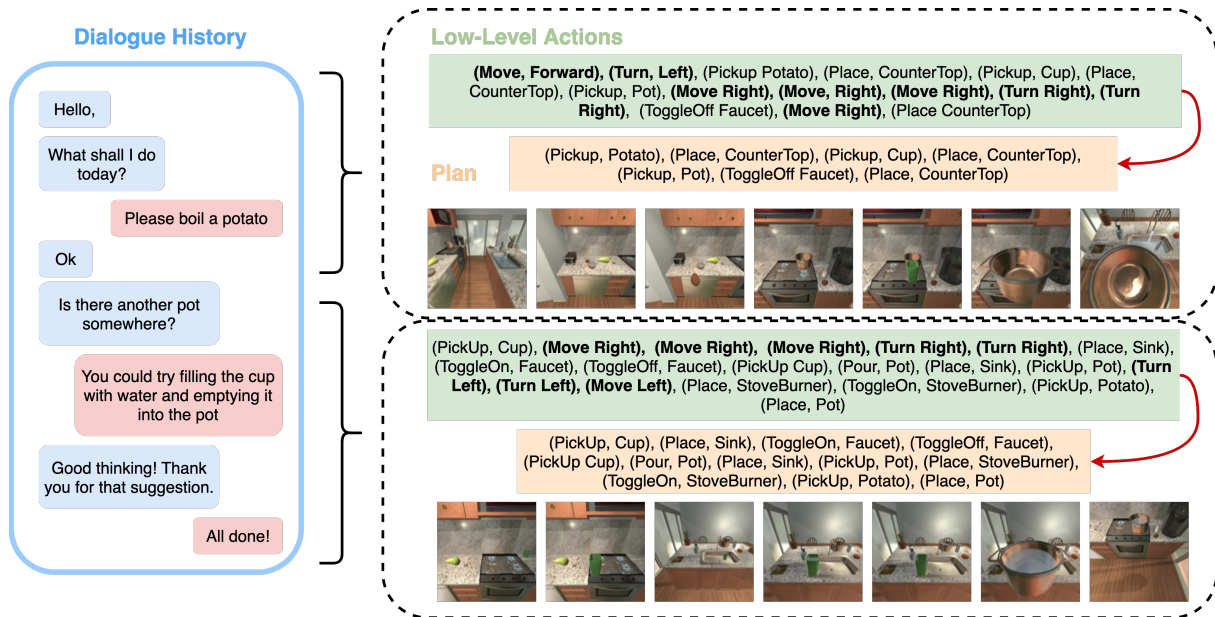 Dialogue History
Hello,
What shall I do
today?
Please boil a potato
Ok
Is there another pot
somewhere?
You could try filling the cup
with water and emptying it
into the pot
Good thinking! Thank
you for that suggestion.
All done!
Low-Level Actions
(Move, Forward), (Turn, Left), (Pickup Potato), (Place, CounterTop), (Pickup, Cup), (Place,
CounterTop), (Pickup, Pot), (Move Right), (Move, Right), (Move Right), (Turn Right), (Turn
Right), (ToggleOff Faucet), (Move Right), (Place CounterTop)
Plan
(Pickup, Potato), (Place, CounterTop), (Pickup, Cup), (Place, CounterTop),
(Pickup, Pot), (ToggleOff Faucet), (Place, CounterTop)
(PickUp, Cup), (Move Right), (Move Right), (Move Right), (Turn Right), (Turn Right), (Place, Sink),
(ToggleOn, Faucet), (ToggleOff, Faucet), (PickUp Cup), (Pour, Pot), (Place, Sink), (PickUp, Pot), (Turn
Left), (Turn Left), (Move Left), (Place, StoveBurner), (ToggleOn, StoveBurner), (PickUp, Potato),
(Place, Pot)
(PickUp, Cup), (Place, Sink), (ToggleOn, Faucet), (ToggleOff, Faucet),
(PickUp Cup), (Pour, Pot), (Place, Sink), (PickUp, Pot), (Place, StoveBurner),
(ToggleOn, StoveBurner), (PickUp, Potato), (Place, Pot)